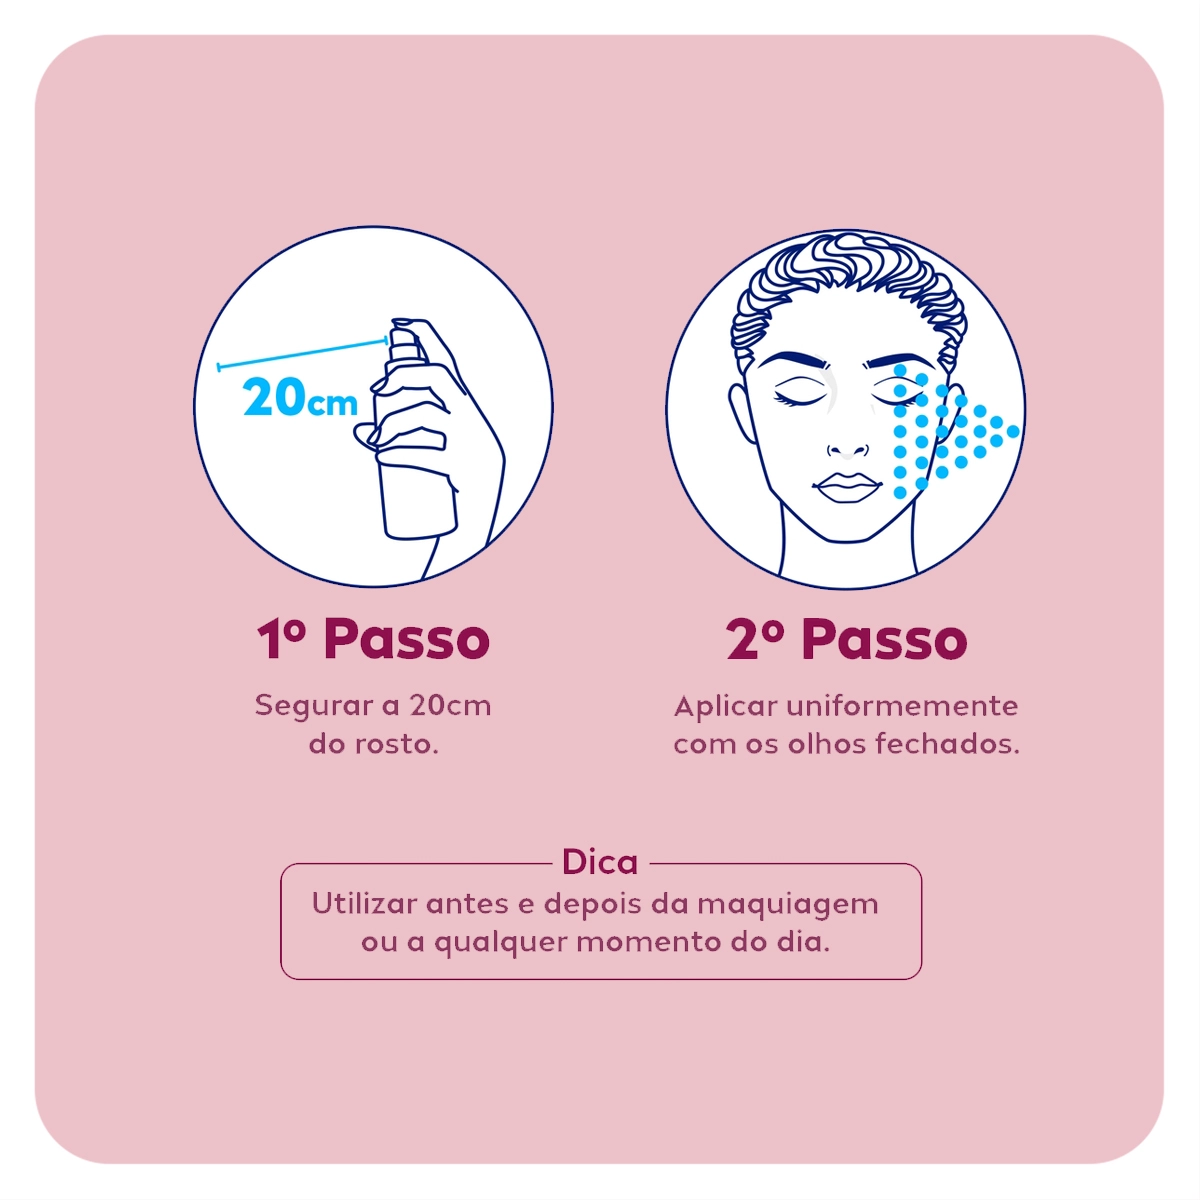 20cm
1º Passo
Segurar a 20cm
do rosto.
2º Passo
Aplicar uniformemente
com os olhos fechados.
Dica
Utilizar antes e depois da maquiagem
ou a qualquer momento do dia.